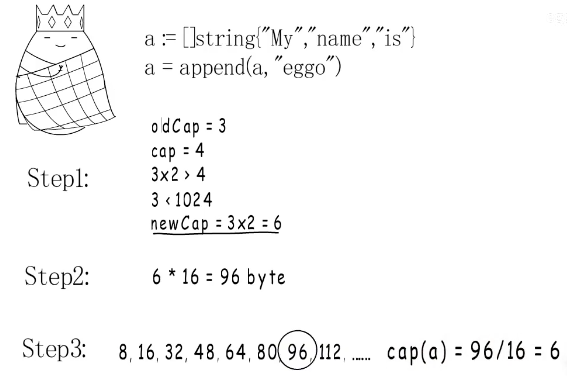 a := []string{"My","name","is"}
a = append(a, "eggo")
oldCap = 3
cap = 4
Step1:
3x2 > 4
3 < 1024
newCap = 3x2 = 6
Step2:
6 * 16 = 96 byte
Step3:
8, 16, 32, 48, 64, 80, 96, 112, ...... cap(a) = 96/16 = 6